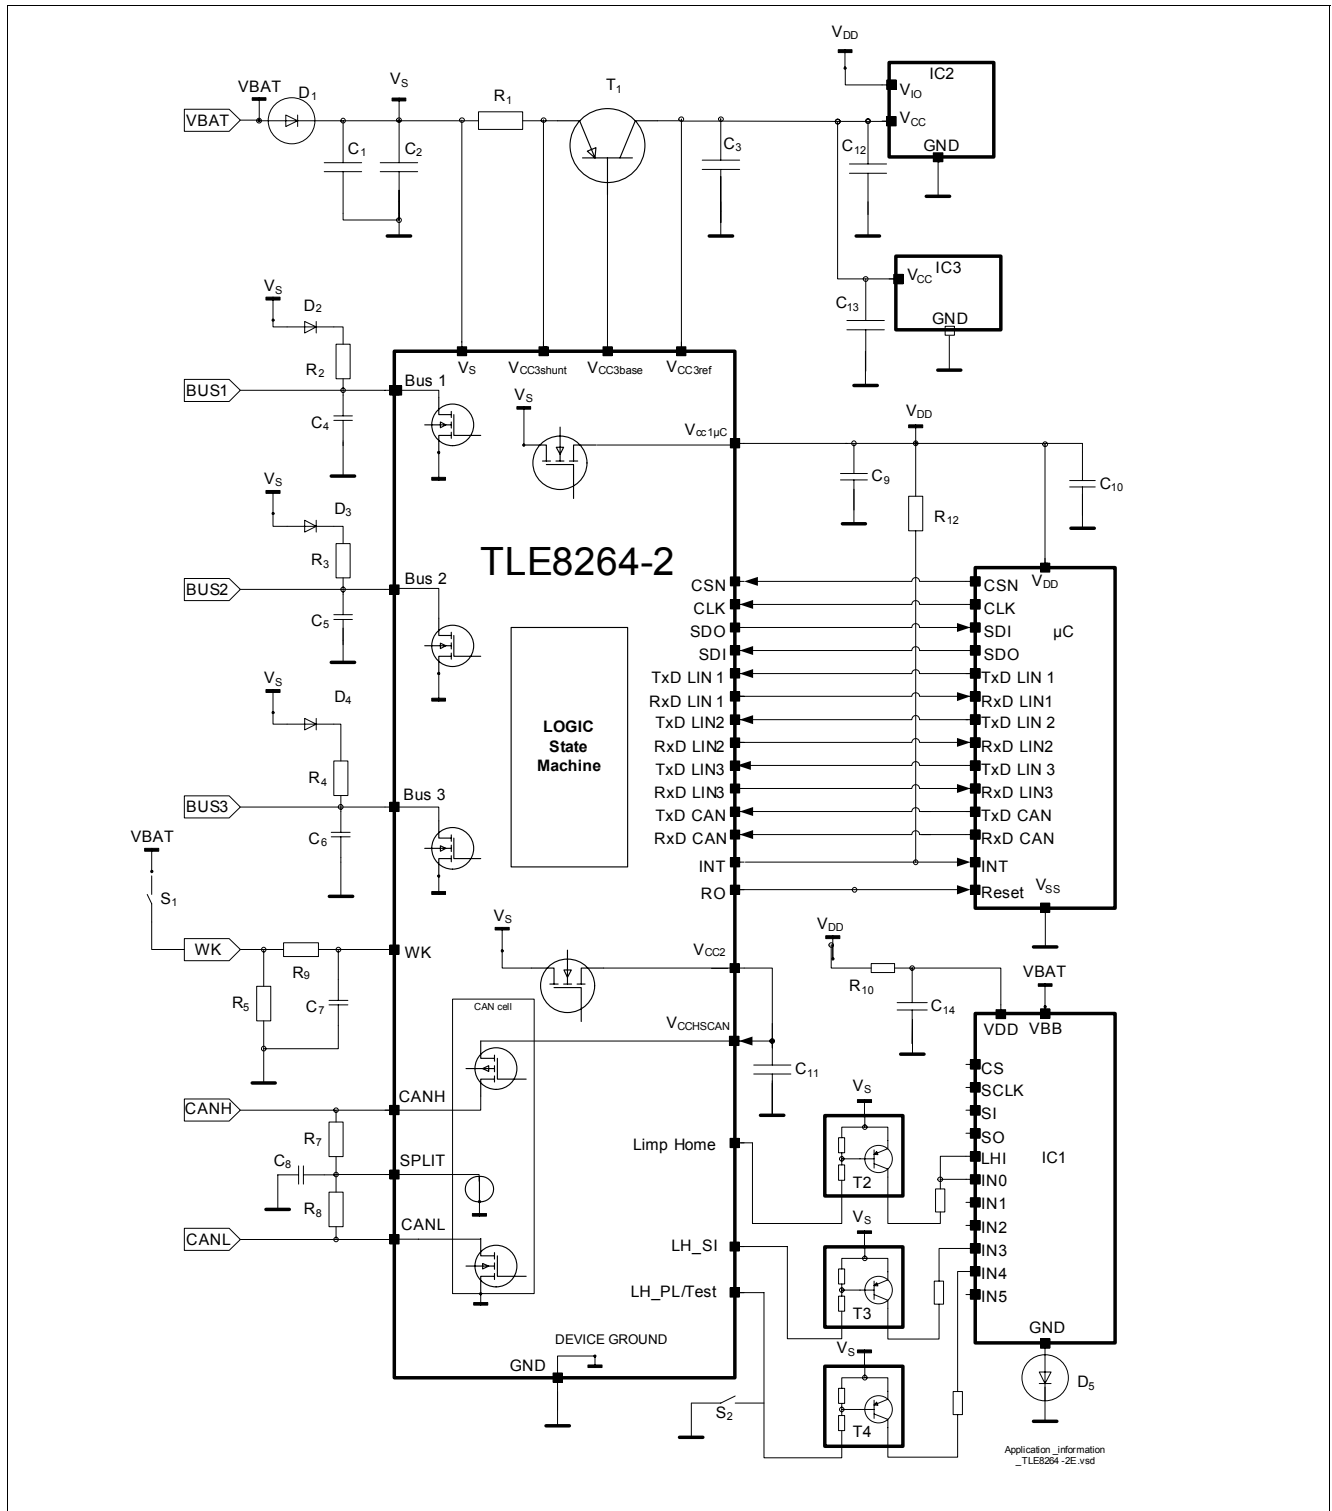 VDD
IC2
VIO
VCC
GND
VBAT
D1
VS
R1
T1
VBAT
C1
C2
C3
C12
IC3
VCC
GND
C13
VS
D2
R2
BUS1
C4
Bus 1
VS
VCC3shunt
VCC3base
VCC3ref
VS
Vcc1µC
VDD
C9
C10
R12
VS
D3
R3
BUS2
C5
Bus 2
TLE8264-2
LOGIC
State
Machine
CSN
CLK
SDO
SDI
TxD LIN 1
RxD LIN 1
TxD LIN2
RxD LIN2
TxD LIN3
RxD LIN3
TxD CAN
RxD CAN
INT
RO
VDD
µC
CSN
CLK
SDI
SDO
TxD LIN 1
RxD LIN1
TxD LIN 2
RxD LIN2
TxD LIN 3
RxD LIN3
TxD CAN
RxD CAN
INT
Reset
VSS
VS
D4
R4
BUS3
C6
Bus 3
VBAT
S1
WK
R9
R5
C7
WK
VS
VCC2
CAN cell
VCCHSCAN
C11
VDD
R10
C14
VBAT
VDD
VBB
CS
SCLK
SI
SO
LHI
IN0
IN1
IN2
IN3
IN4
IN5
IC1
GND
D5
CANH
R7
C8
R8
CANL
CANH
SPLIT
CANL
Limp Home
LH_SI
LH_PL/Test
VS
T2
VS
T3
VS
T4
S2
DEVICE GROUND
GND
Application_information
_TLE8264-2E.vsd